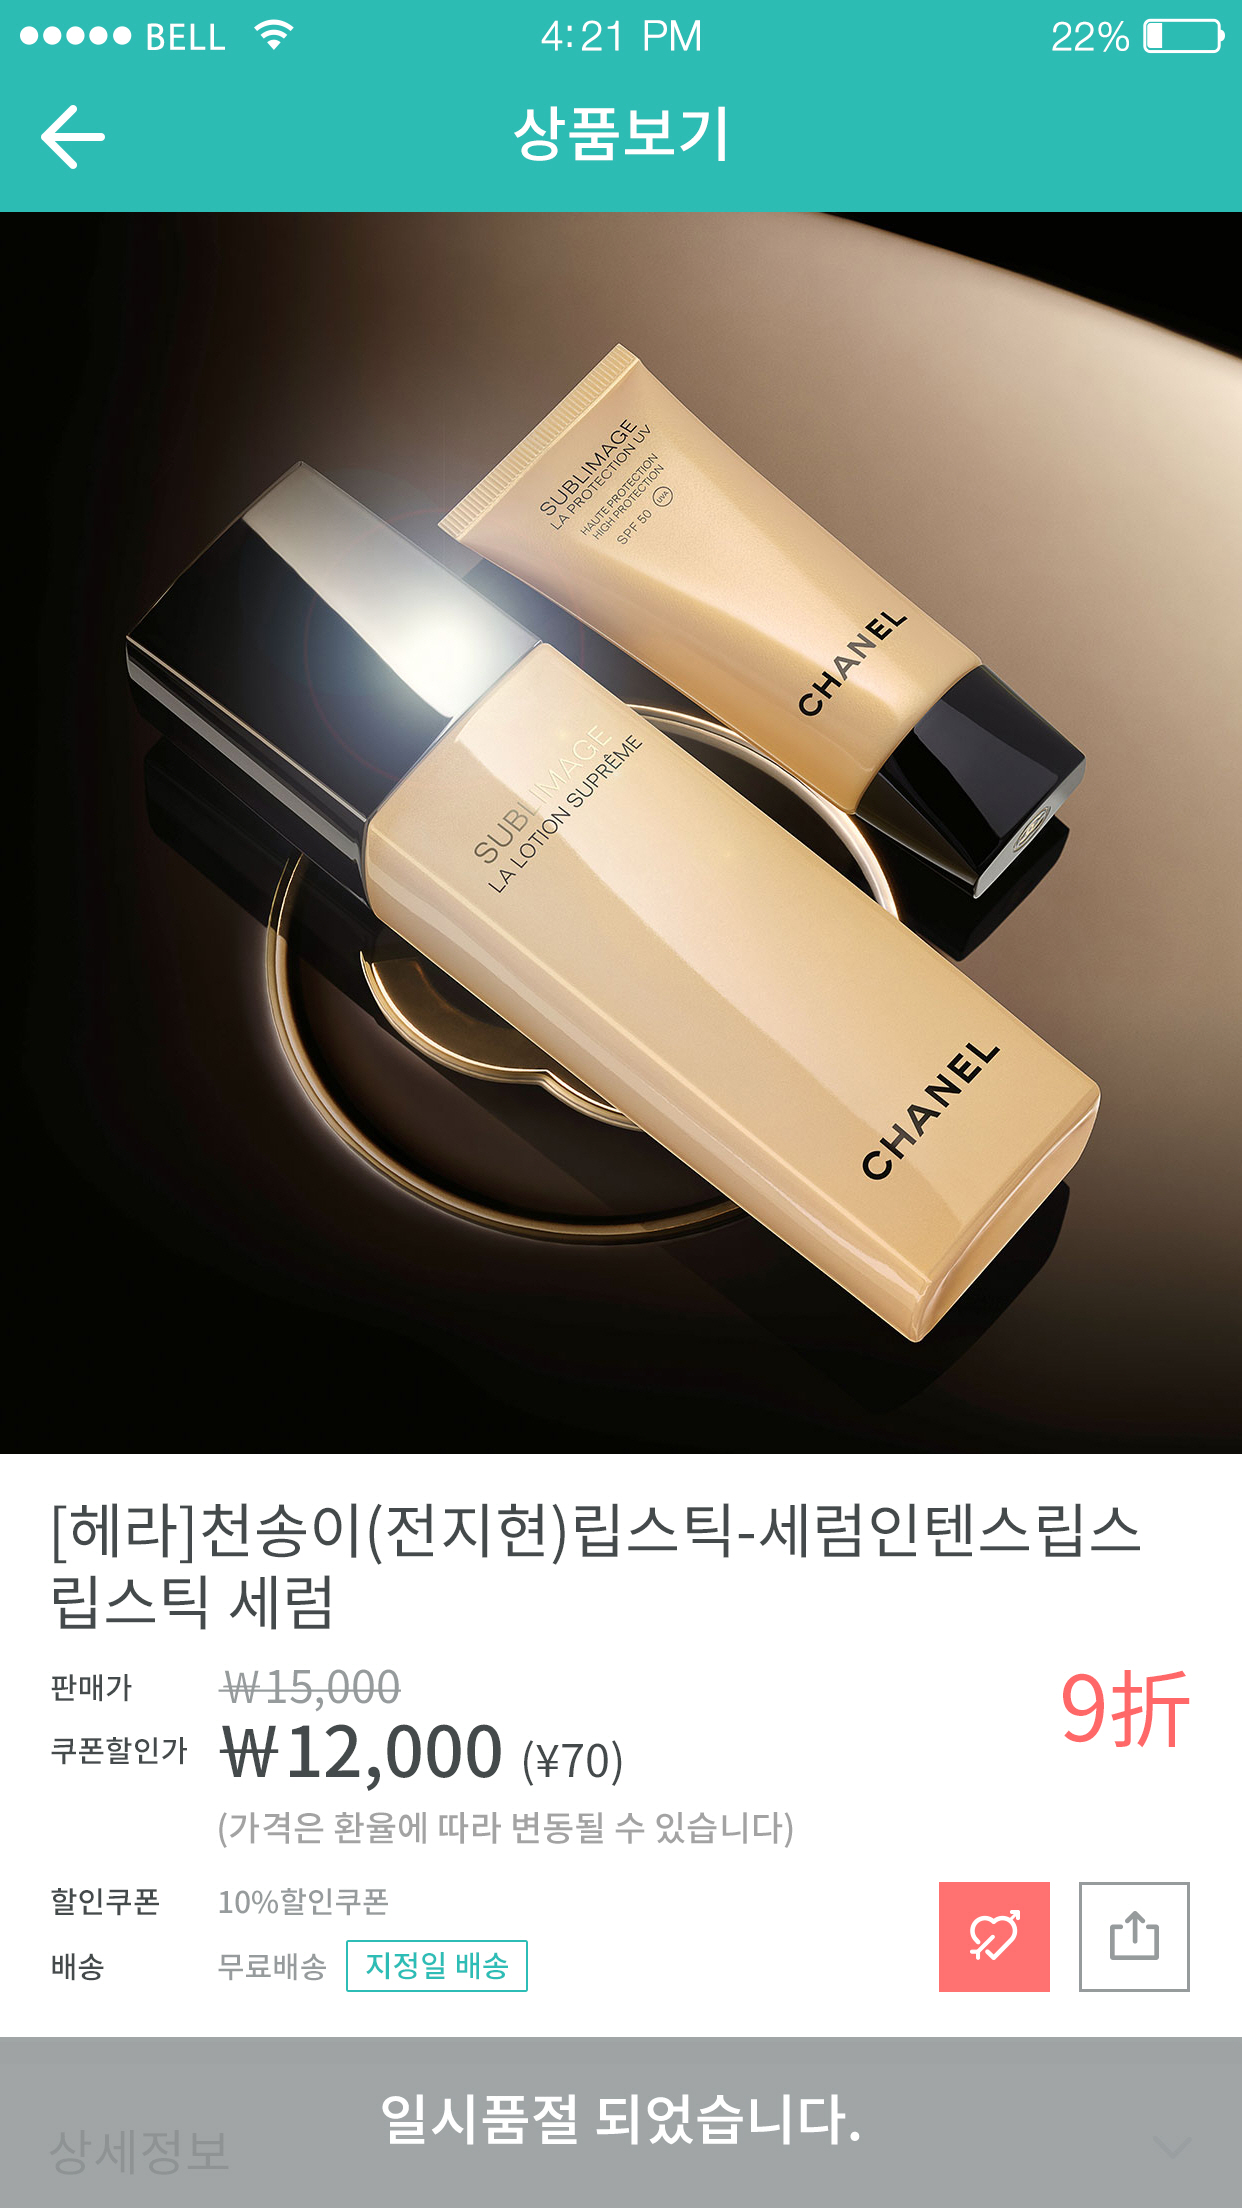 BELL 4:21 PM 22%
상품보기
SUBLIMAGE
LA PROTECTION UV
HAUTE PROTECTION
HIGH PROTECTION
SPF 50 UVA
CHANEL
SUBLIMAGE
LA LOTION SUPRÊME
CHANEL
[헤라]천송이(전지현)립스틱-세럼인텐스립스
립스틱 세럼
판매가 ₩15,000
9折
쿠폰할인가 ₩12,000 (¥70)
(가격은 환율에 따라 변동될 수 있습니다)
할인쿠폰 10%할인쿠폰
배송 무료배송 지정일 배송
일시품절 되었습니다.
상세정보